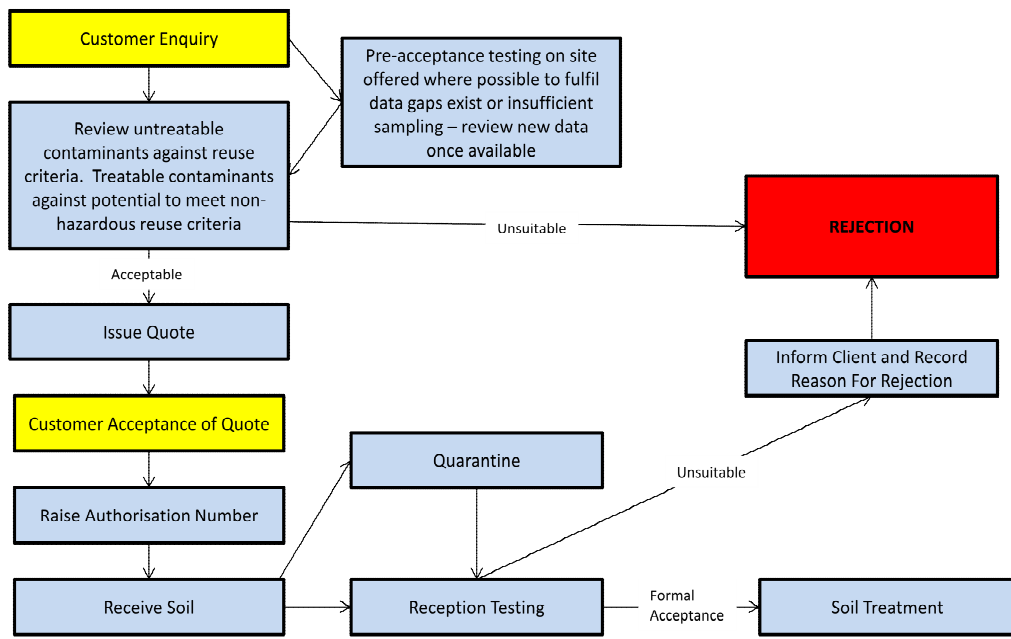 Customer Enquiry
Pre-acceptance testing on site
offered where possible to fulfil
data gaps exist or insufficient
sampling – review new data
once available
Review untreatable
contaminants against reuse
criteria.  Treatable contaminants
against potential to meet non-
hazardous reuse criteria
Unsuitable
REJECTION
Acceptable
Issue Quote
Inform Client and Record
Reason For Rejection
Customer Acceptance of Quote
Quarantine
Unsuitable
Raise Authorisation Number
Receive Soil
Reception Testing
Formal
Acceptance
Soil Treatment